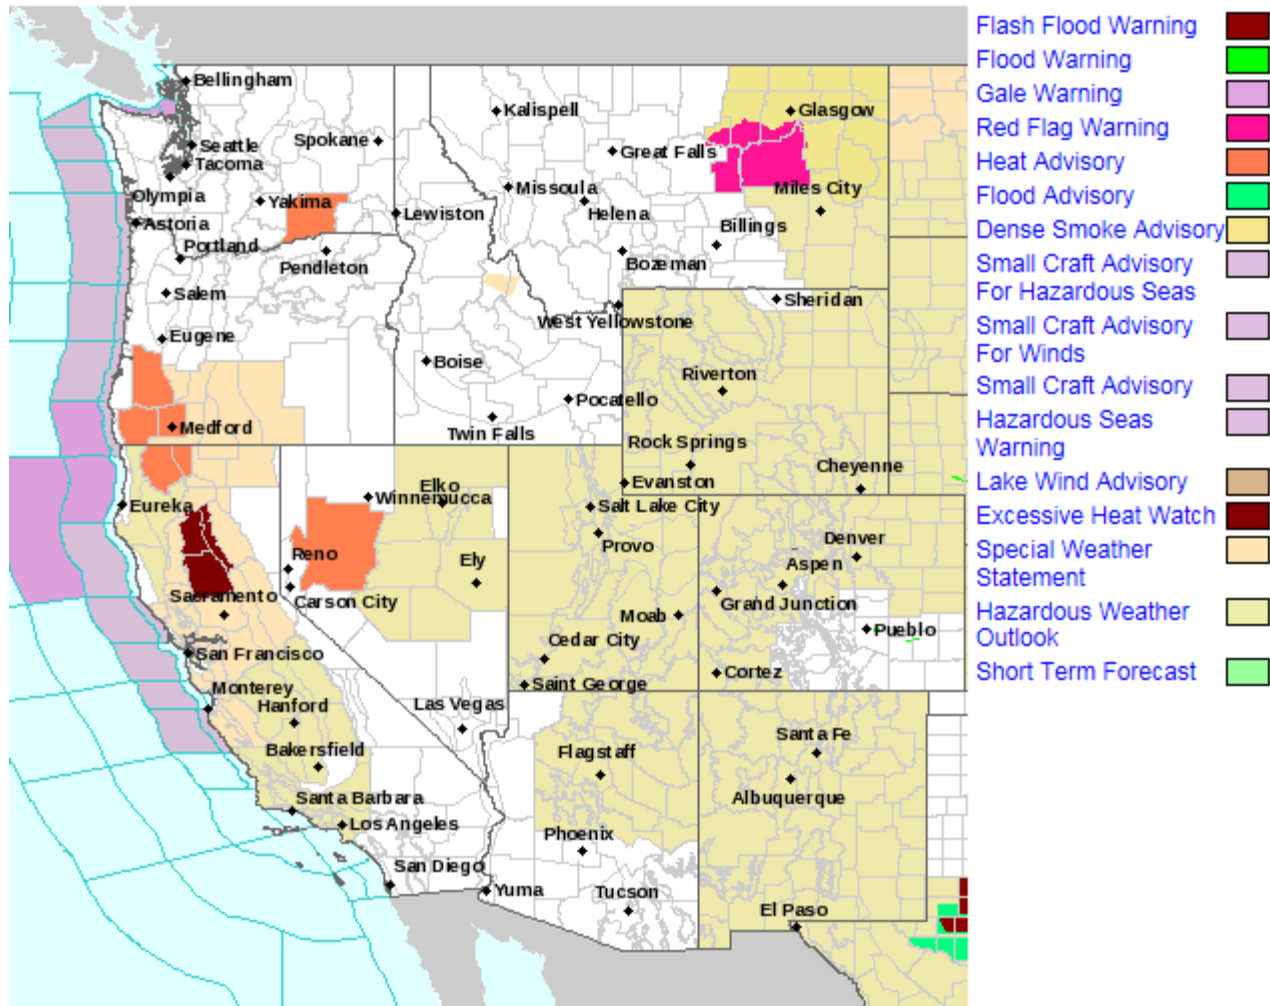 Bellingham
Kalispell
Glasgow
Spokane
Seattle
Great Falls
Tacoma
Olympia
Missoula
Miles City
Yakima
Lewiston
Helena
Astoria
Billings
Portland
Pendleton
Bozeman
Salem
Sheridan
West Yellowstone
Eugene
Boise
Riverton
Pocatello
Medford
Twin Falls
Rock Springs
Cheyenne
Evanston
Elko
Winnemucca
Eureka
Salt Lake City
Denver
Provo
Reno
Ely
Aspen
Sacramento
Carson City
Grand Junction
Moab
Pueblo
Cedar City
San Francisco
Cortez
Saint George
Monterey
Hanford
Las Vegas
Santa Fe
Bakersfield
Flagstaff
Santa Barbara
Albuquerque
Los Angeles
Phoenix
San Diego
Yuma
Tucson
El Paso
Flash Flood Warning
Flood Warning
Gale Warning
Red Flag Warning
Heat Advisory
Flood Advisory
Dense Smoke Advisory
Small Craft Advisory
For Hazardous Seas
Small Craft Advisory
For Winds
Small Craft Advisory
Hazardous Seas
Warning
Lake Wind Advisory
Excessive Heat Watch
Special Weather
Statement
Hazardous Weather
Outlook
Short Term Forecast